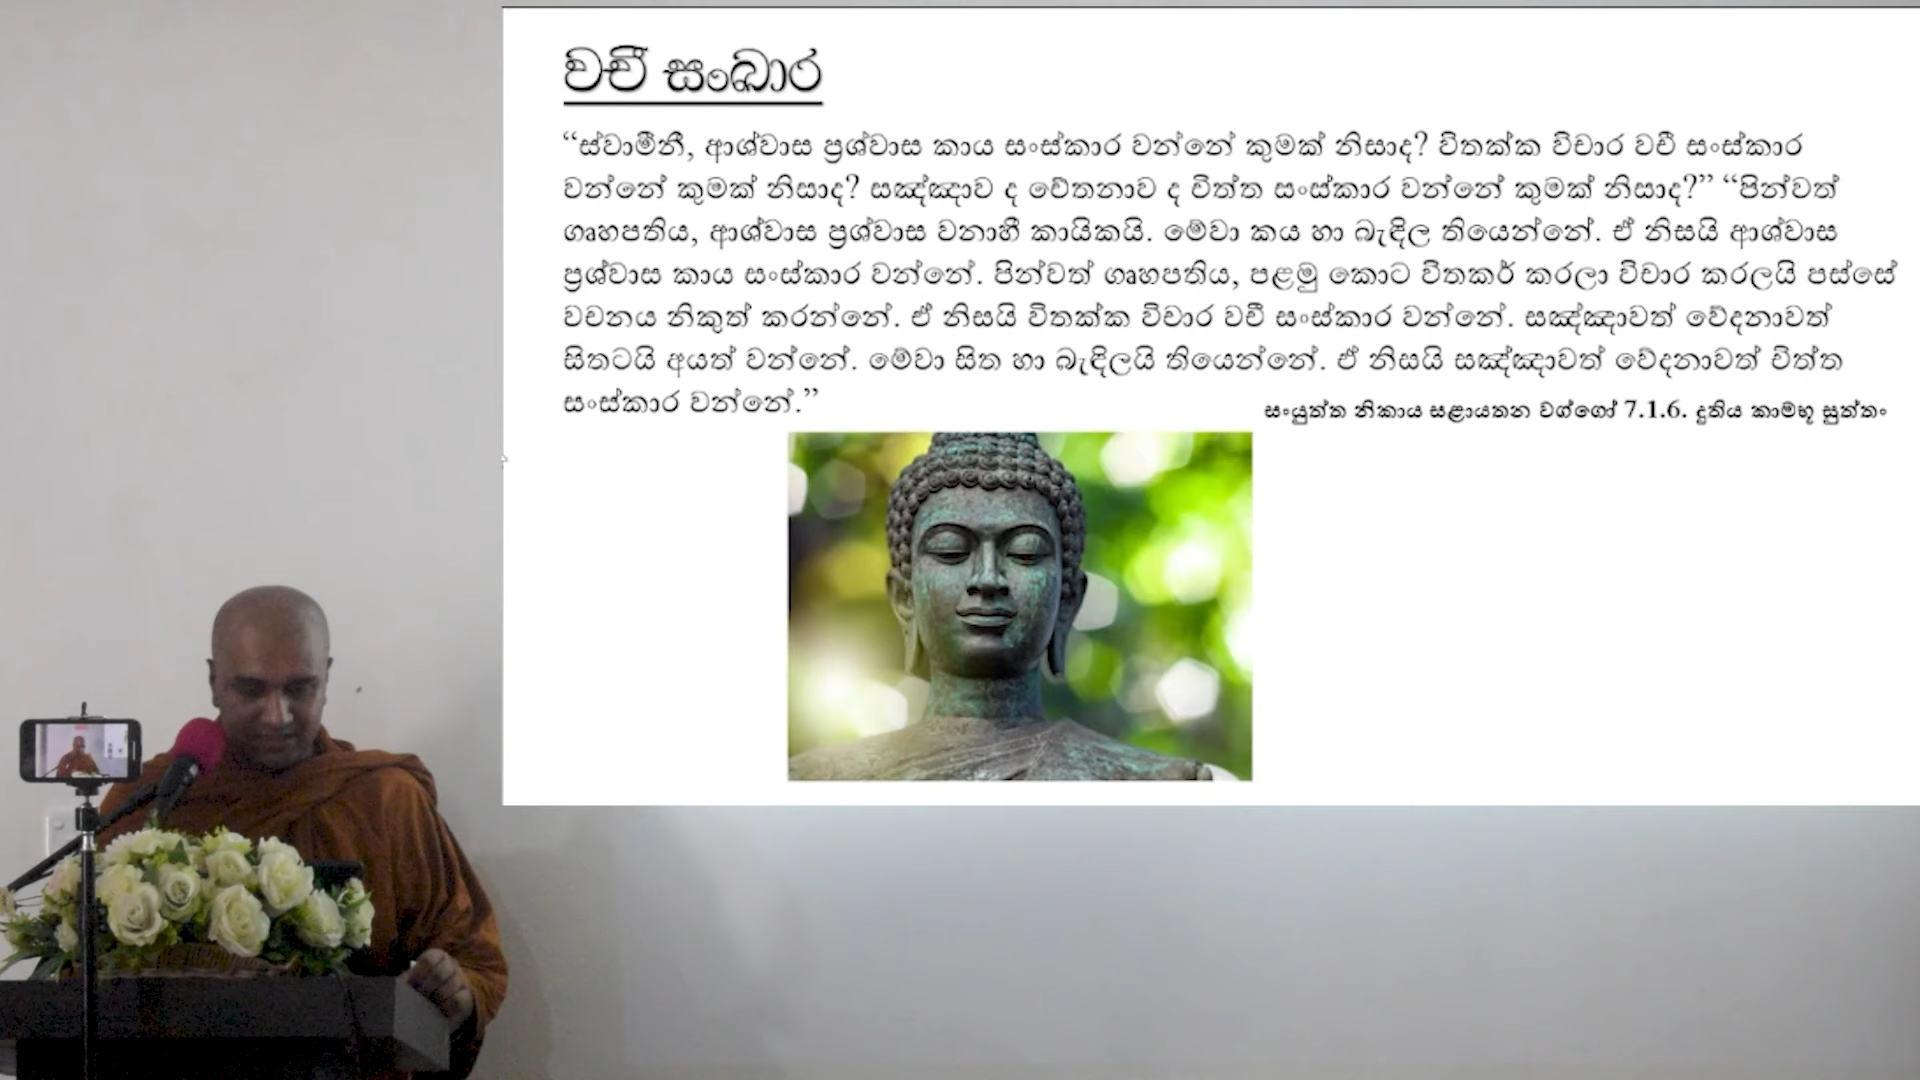 වචී සංඛාර
“ස්වාමීනී, ආශ්වාස ප්‍රශ්වාස කාය සංස්කාර වන්නේ කුමක් නිසාද? විතක්ක විචාර වචී සංස්කාර
වන්නේ කුමක් නිසාද? සඤ්ඤාව ද චේතනාව ද චිත්ත සංස්කාර වන්නේ කුමක් නිසාද?” “පින්වත්
ගෘහපතිය, ආශ්වාස ප්‍රශ්වාස වනාහී කායිකයි. මේවා කය හා බැඳිල තියෙන්නේ. ඒ නිසයි ආශ්වාස
ප්‍රශ්වාස කාය සංස්කාර වන්නේ. පින්වත් ගෘහපතිය, පළමු කොට විතකර් කරලා විචාර කරලයි පස්සේ
වචනය නිකුත් කරන්නේ. ඒ නිසයි විතක්ක විචාර වචී සංස්කාර වන්නේ. සඤ්ඤාවත් වේදනාවත්
සිතටයි අයත් වන්නේ. මේවා සිත හා බැඳිලයි තියෙන්නේ. ඒ නිසයි සඤ්ඤාවත් වේදනාවත් චිත්ත
සංස්කාර වන්නේ.”
සංයුත්ත නිකාය සළායතන වග්ගෝ 7.1.6. දුතිය කාමභූ සුත්තං